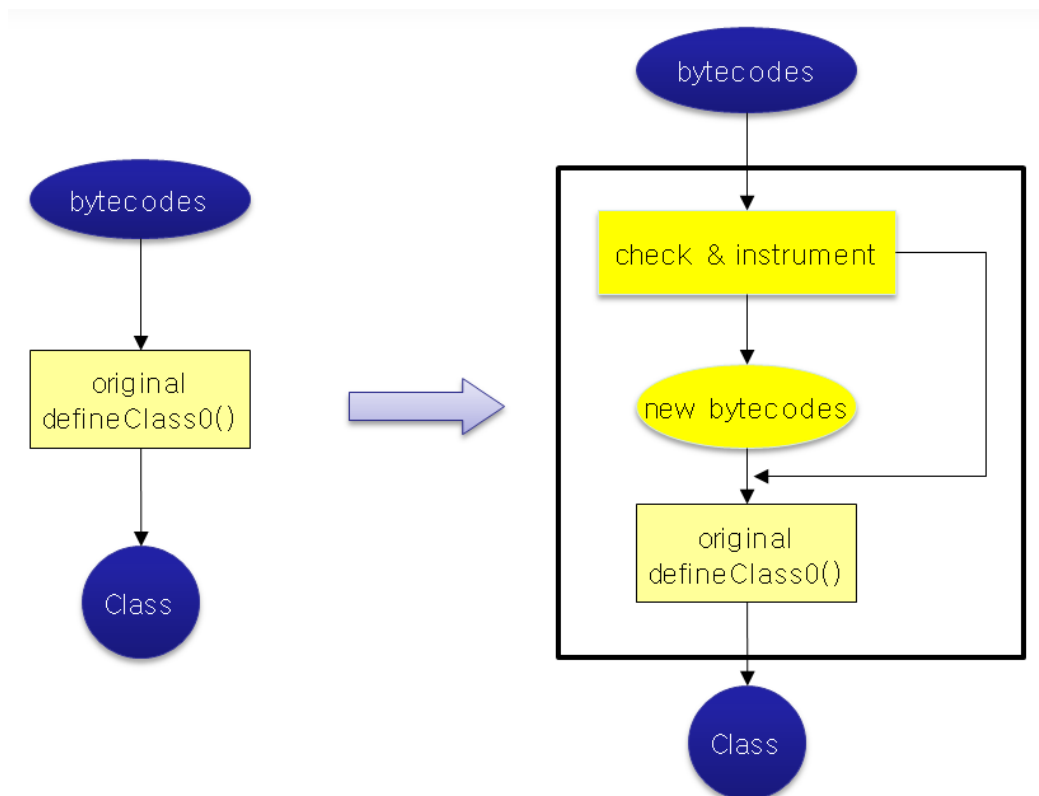 bytecodes
original
defineClass0()
Class
bytecodes
check & instrument
new bytecodes
original
defineClass0()
Class